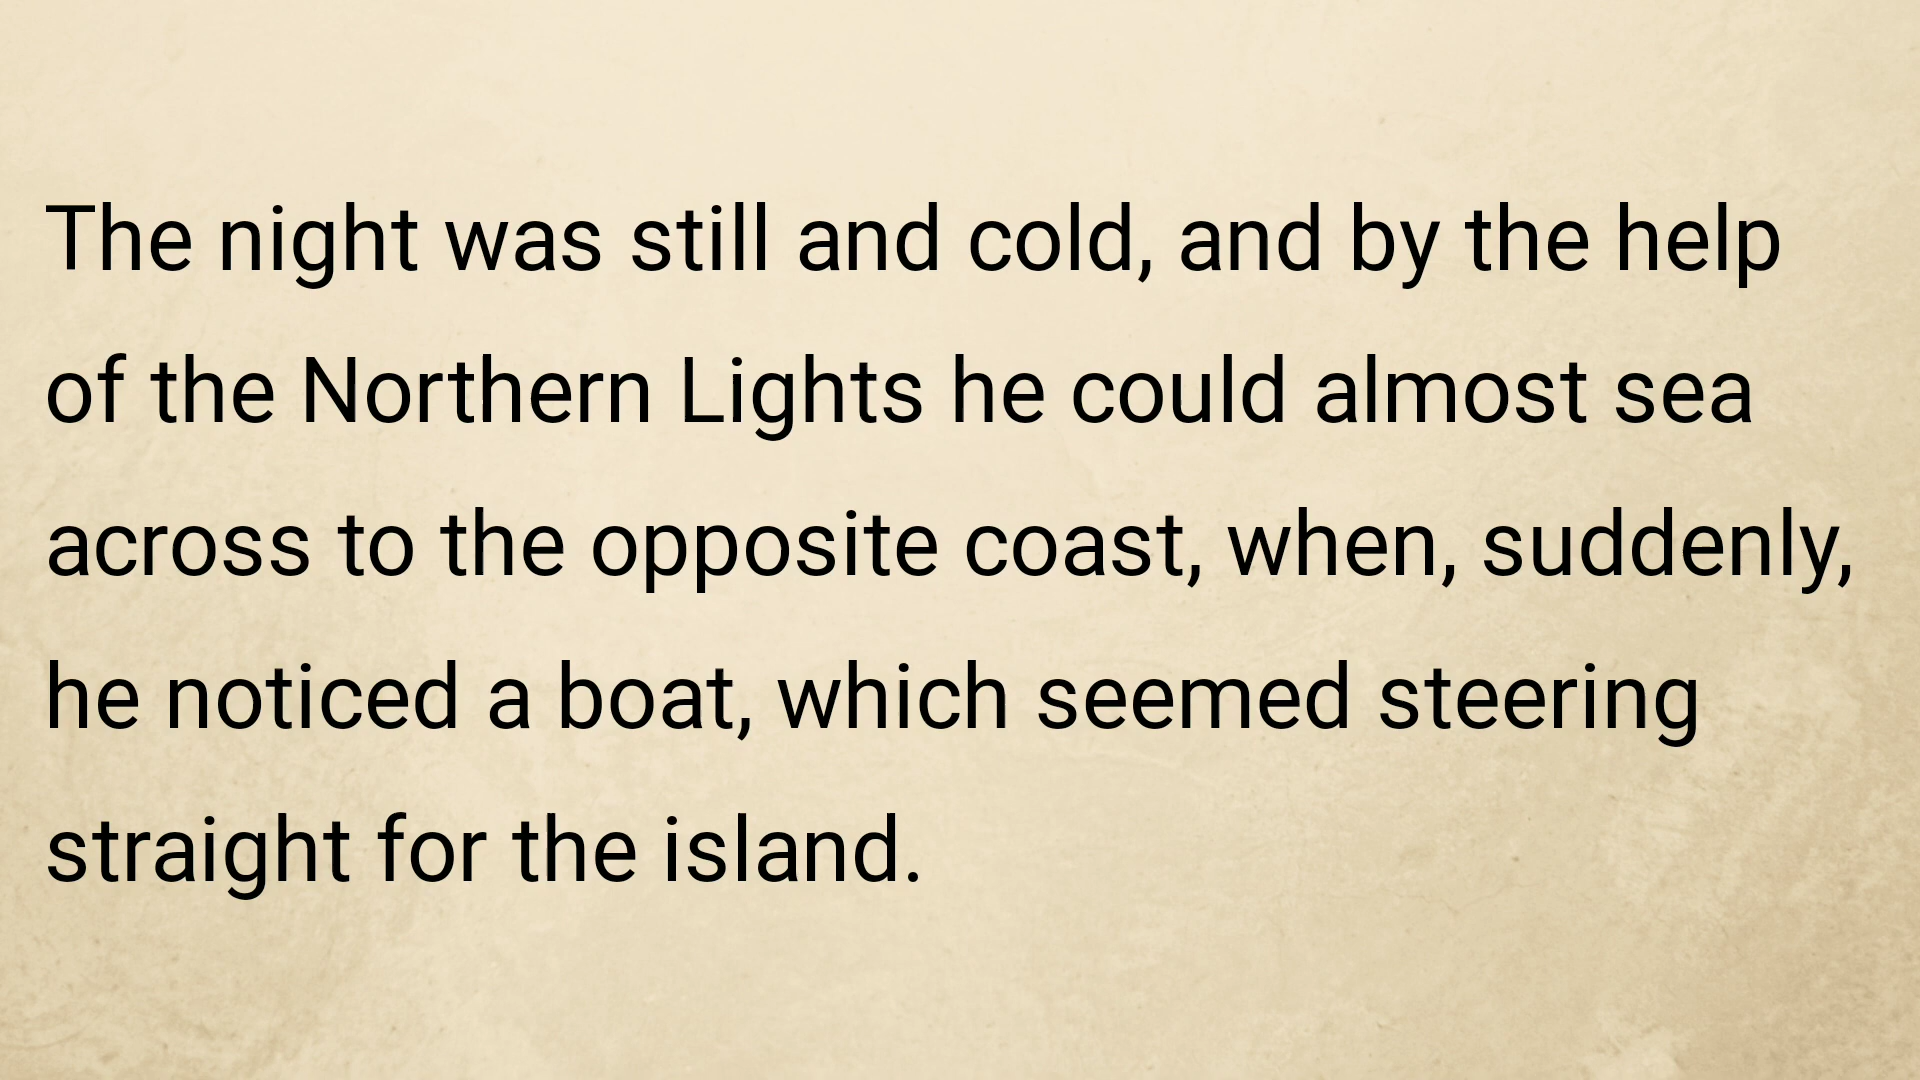 The night was still and cold, and by the help
of the Northern Lights he could almost sea
across to the opposite coast, when, suddenly,
he noticed a boat, which seemed steering
straight for the island.